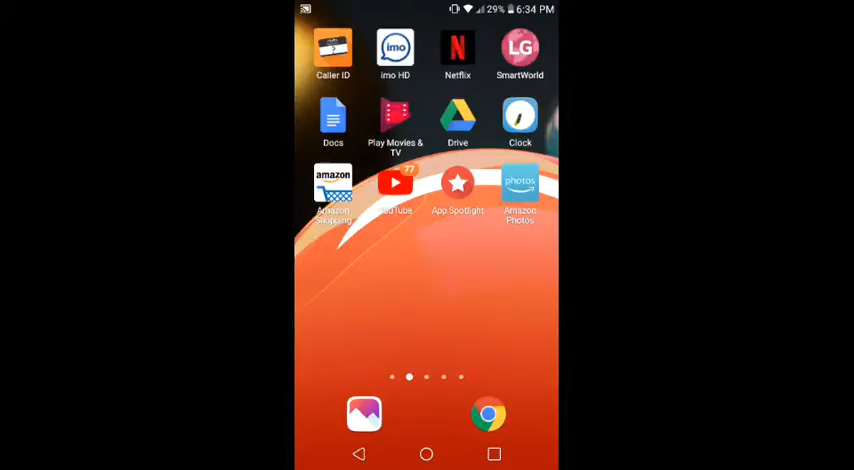 29% 6:34 PM
?
imo
N
LG
Caller ID
imo HD
Netflix
SmartWorld
Docs
Play Movies &
TV
Drive
Clock
amazon
77
photos
Amazon
Shopping
YouTube
App Spotlight
Amazon
Photos